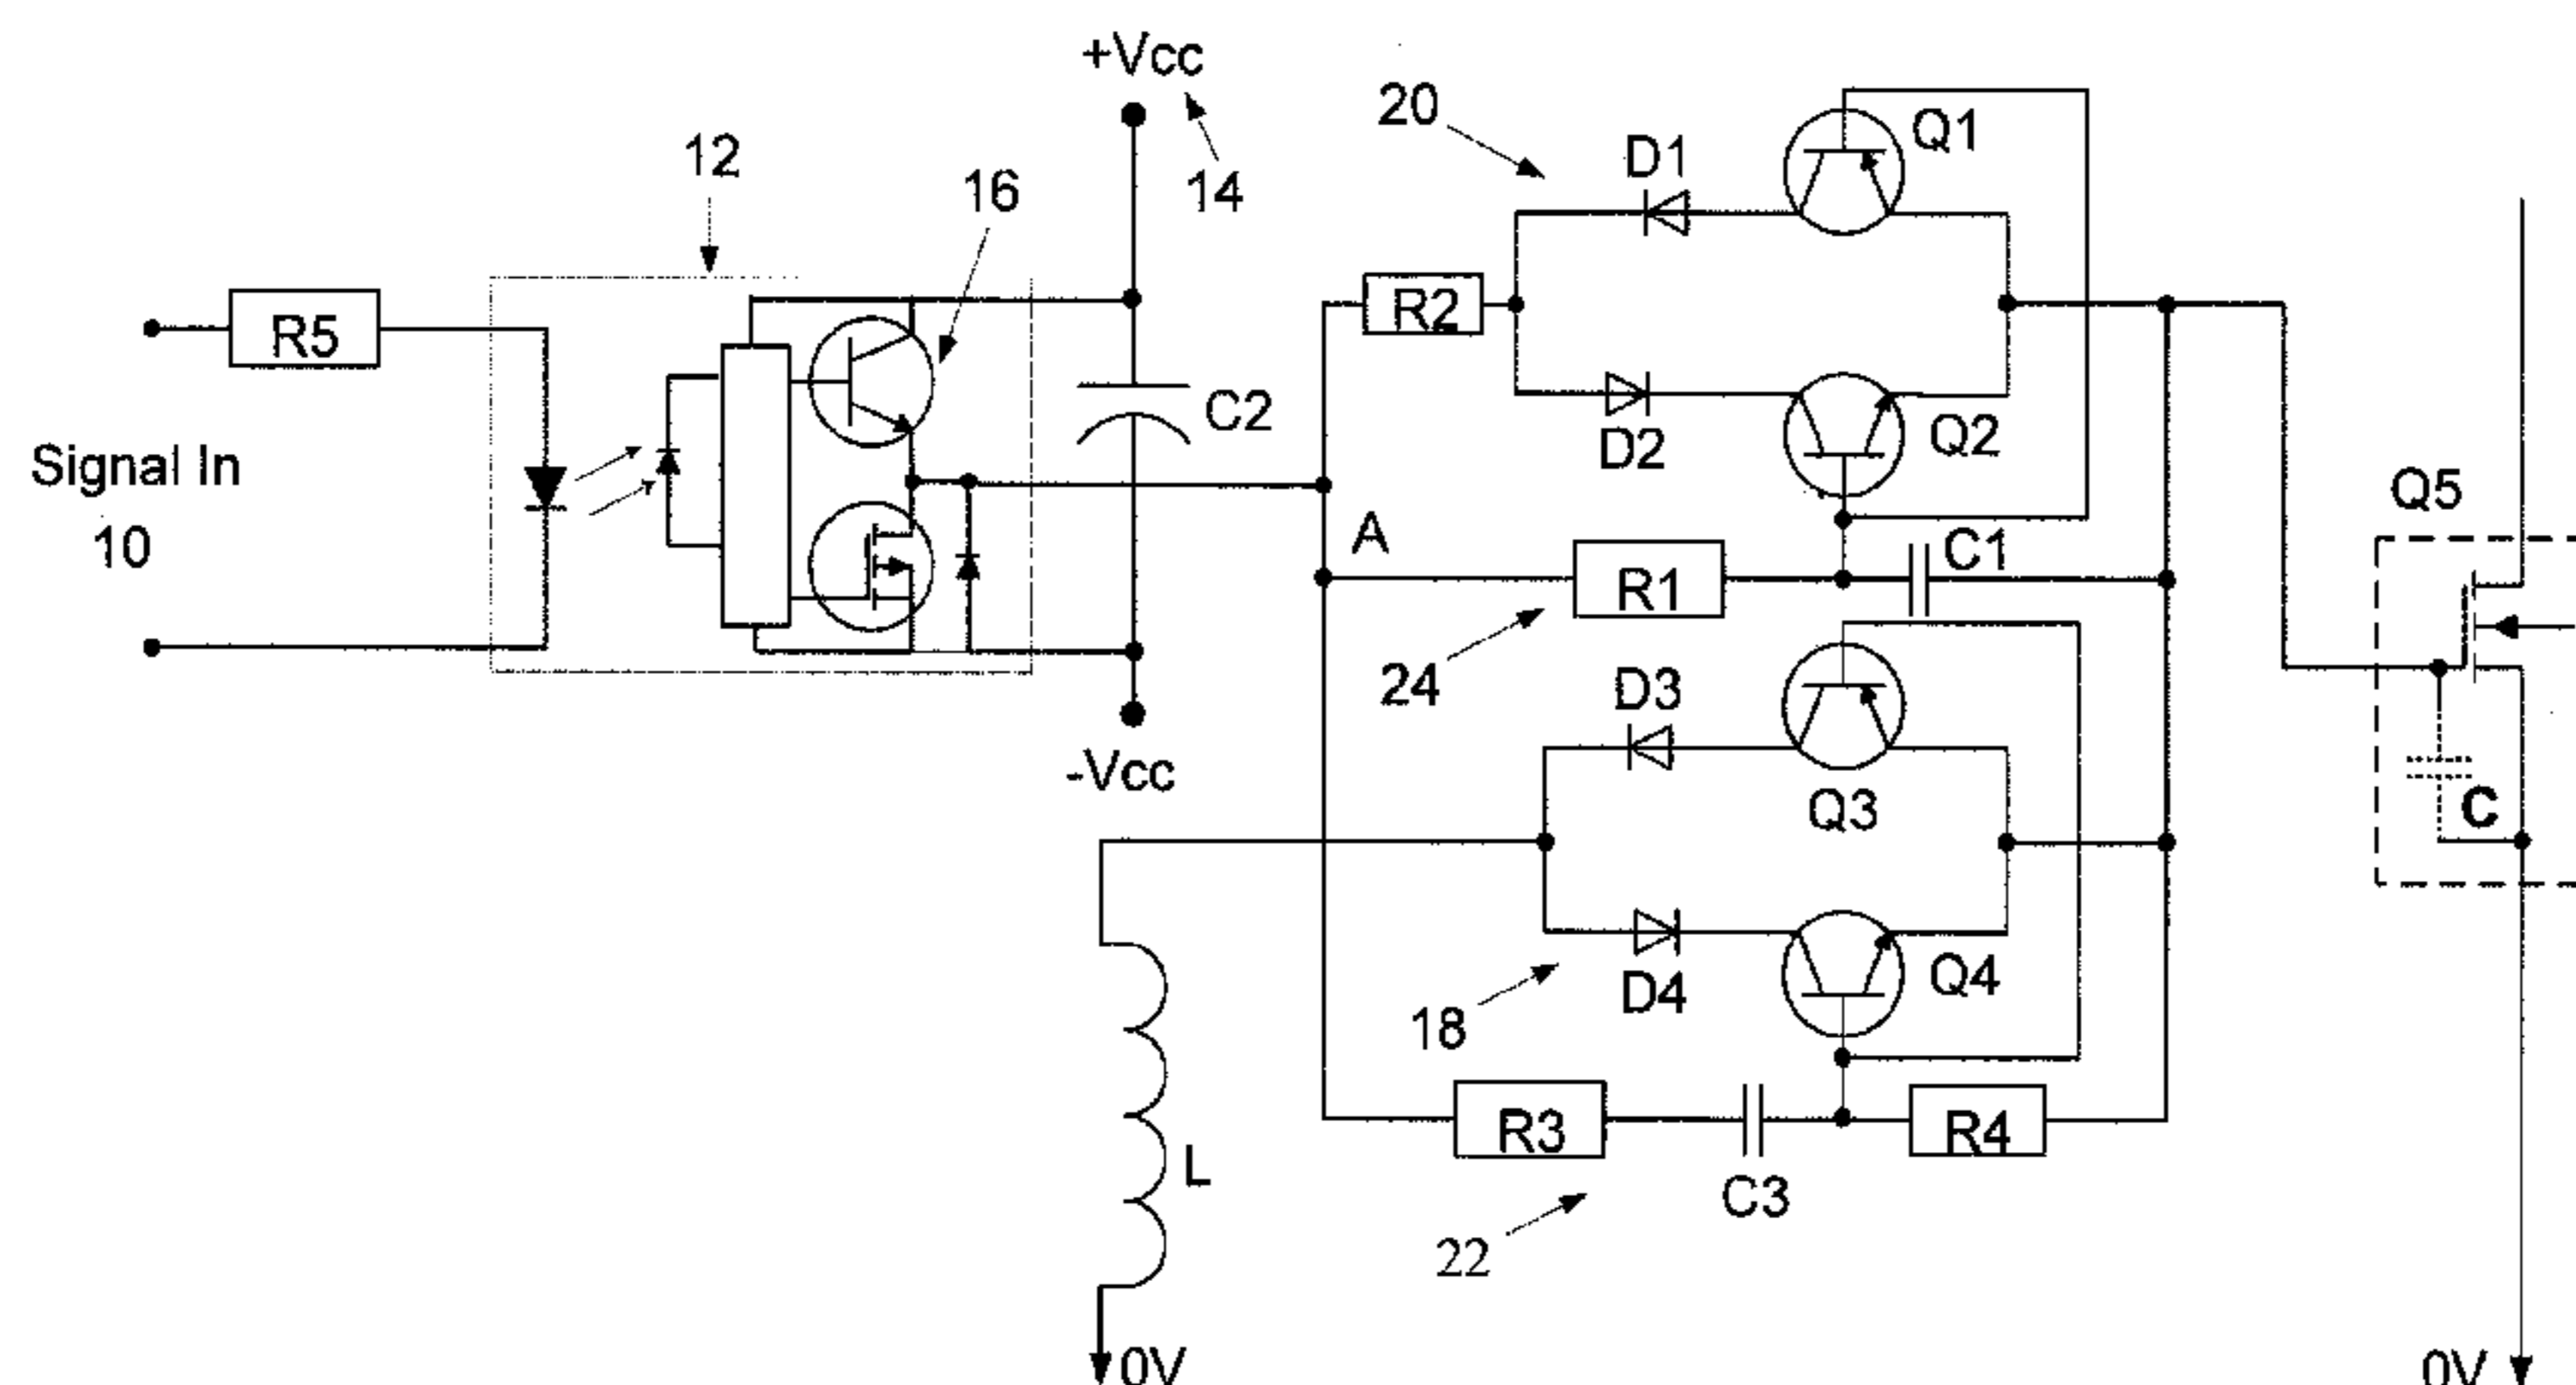 +Vcc
14
12
16
20
D1
Q1
R5
R2
C2
D2
Q2
Signal In
10
Q5
A
R1
C1
24
D3
-Vcc
Q3
C
18
D4
Q4
R3
R4
L
C3
22
0V
0V